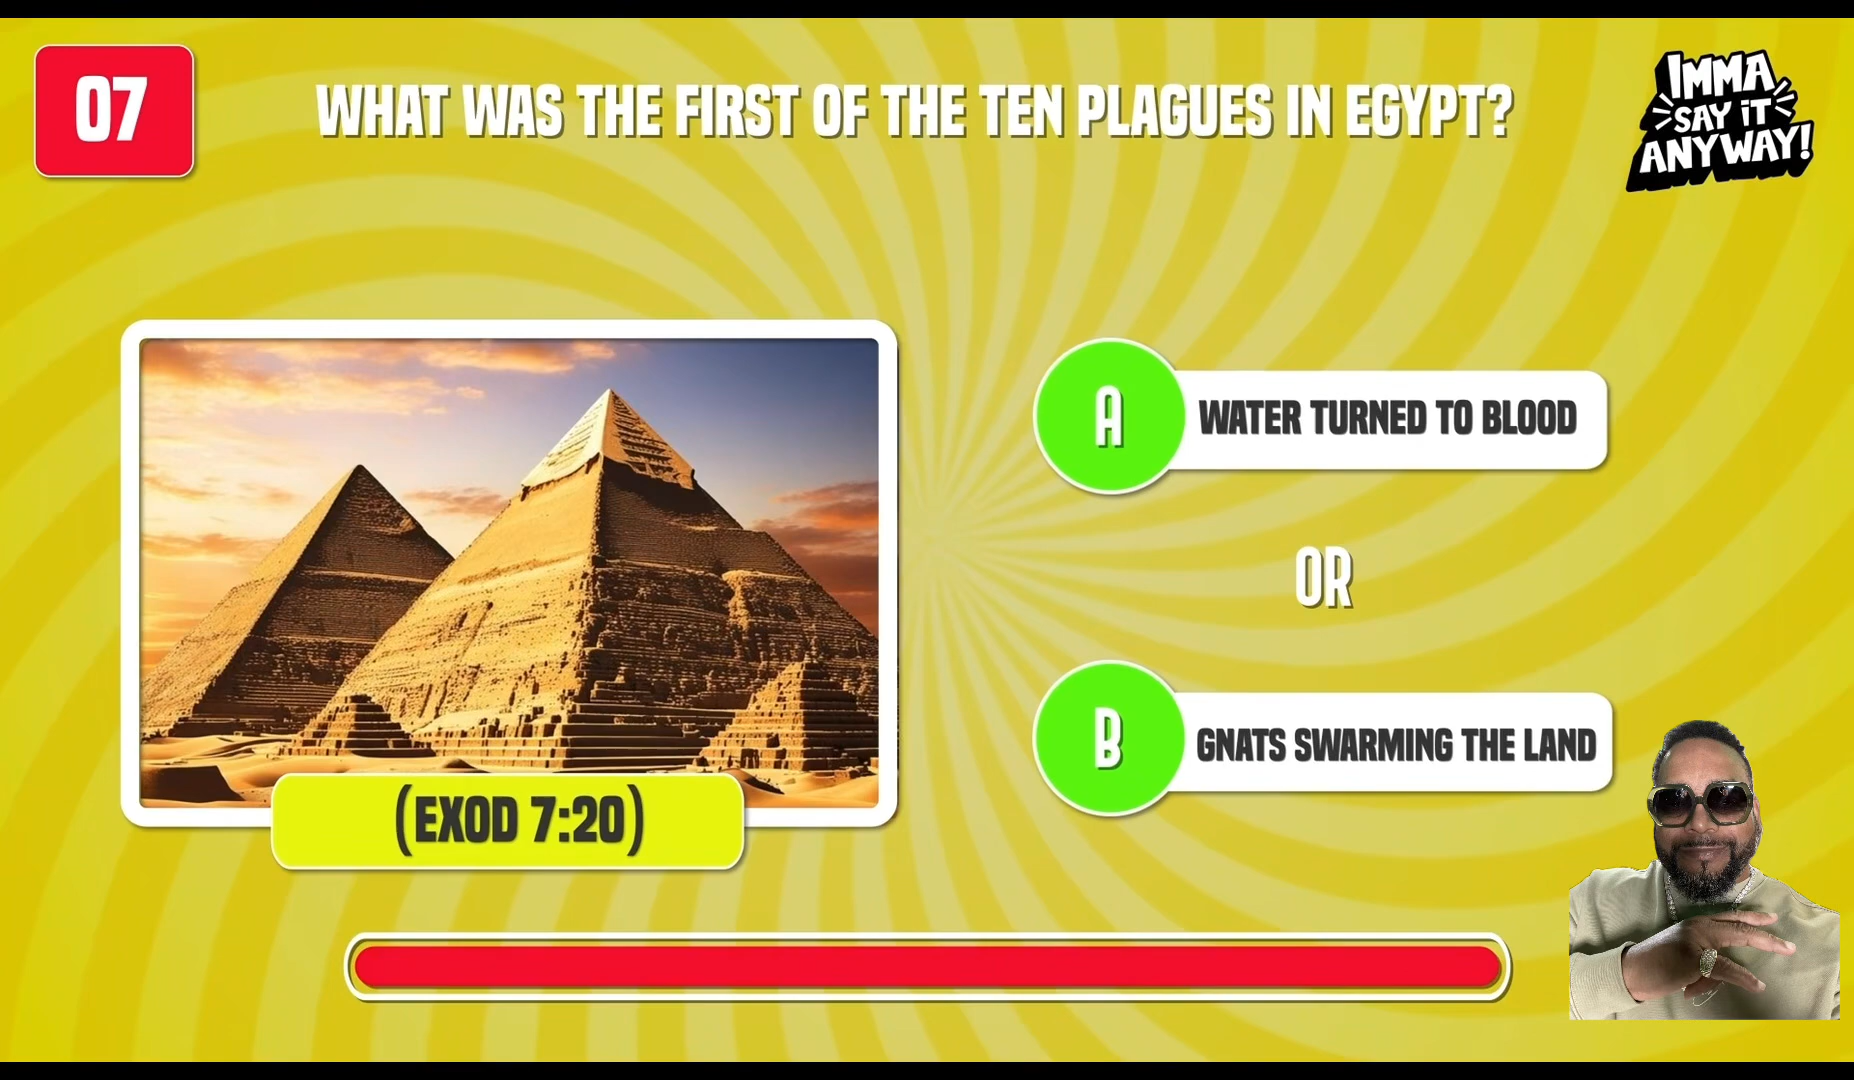 07
WHAT WAS THE FIRST OF THE TEN PLAGUES IN EGYPT?
IMMA
SAY IT
ANYWAY!
A
WATER TURNED TO BLOOD
OR
B
GNATS SWARMING THE LAND
(EXOD 7:20)